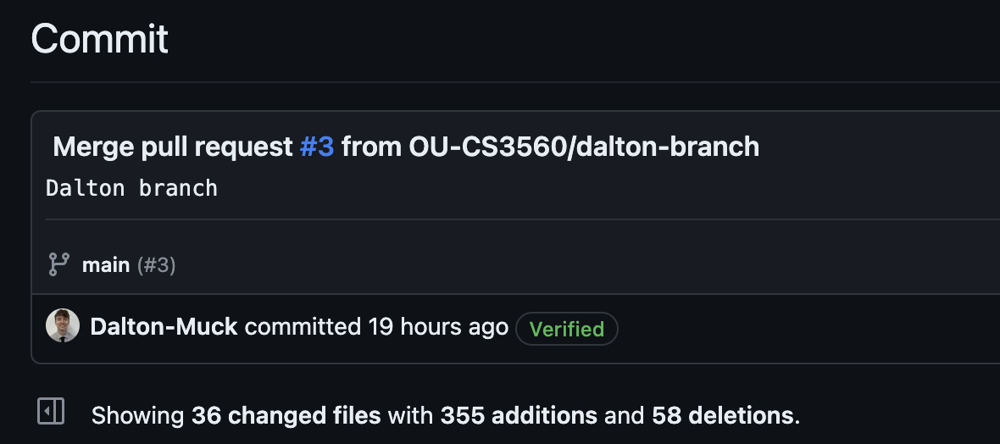 Commit
Merge pull request #3 from OU-CS3560/dalton-branch
Dalton branch
main (#3)
Dalton-Muck committed 19 hours ago Verified
Showing 36 changed files with 355 additions and 58 deletions.